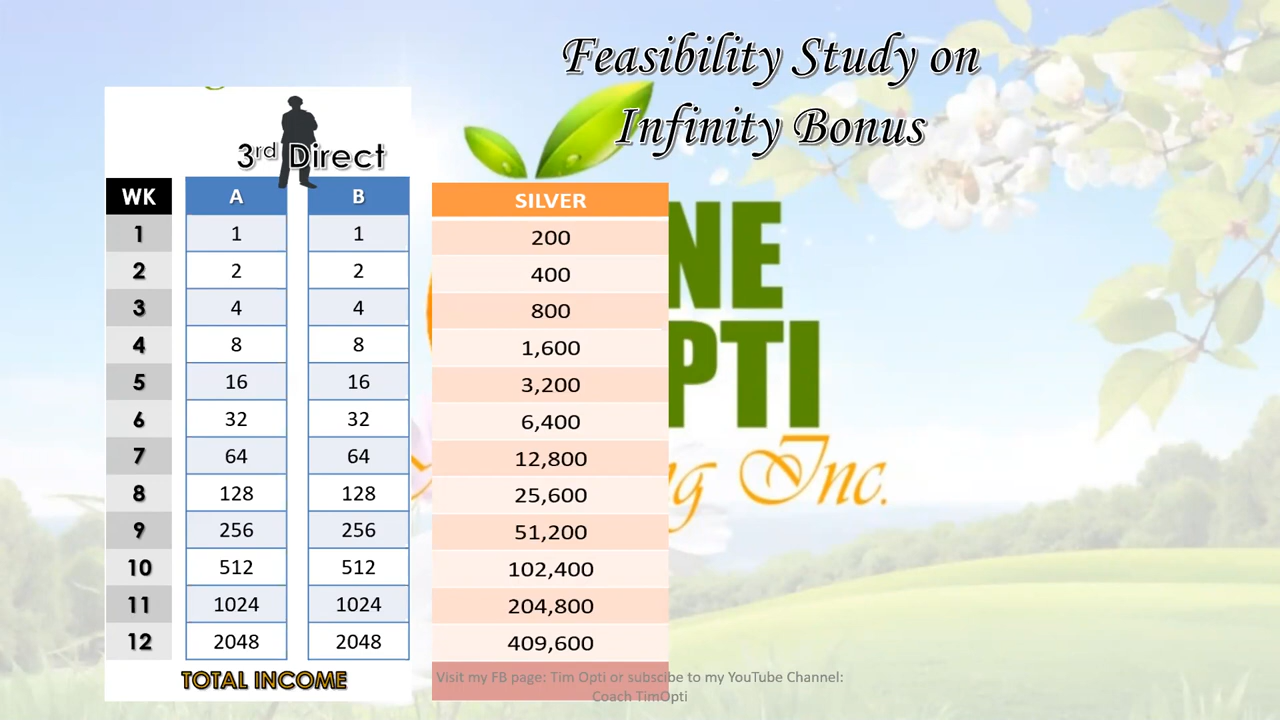 Feasibility Study on
Infinity Bonus
3rd Direct
WK A B SILVER
1 1 1 200
2 2 2 400
3 4 4 800
4 8 8 1,600
5 16 16 3,200
6 32 32 6,400
7 64 64 12,800
8 128 128 25,600
9 256 256 51,200
10 512 512 102,400
11 1024 1024 204,800
12 2048 2048 409,600
TOTAL INCOME
NE
PTI
g Inc.
Visit my FB page: Tim Opti or subscibe to my YouTube Channel:
Coach TimOpti